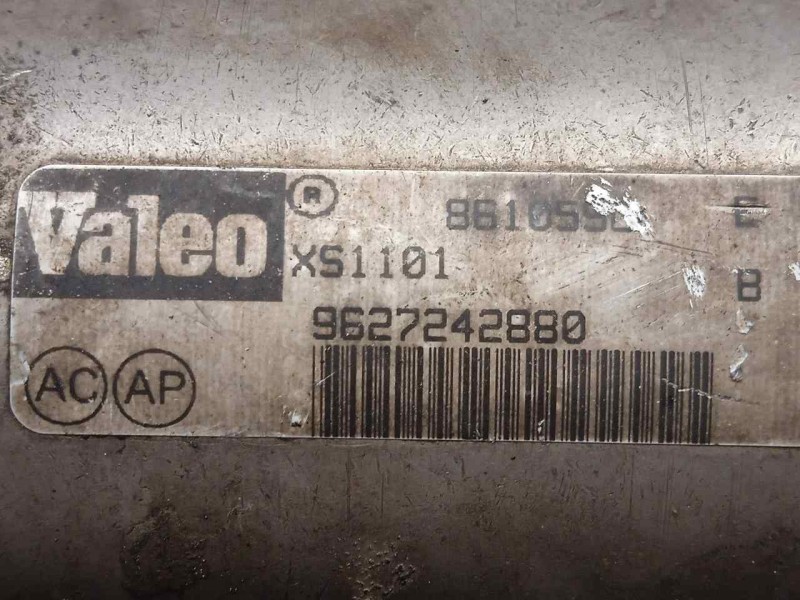 Valeo ® E
XS1101 B
9627242880
AC AP